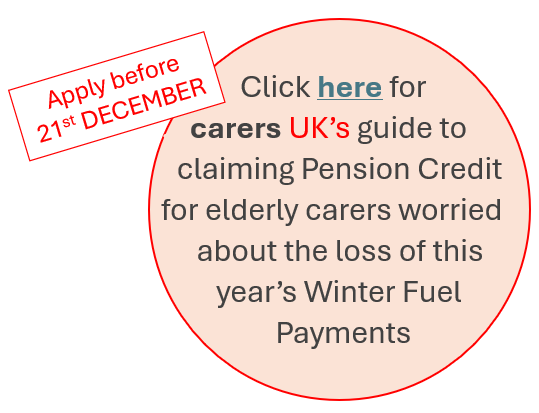 Apply before
21st DECEMBER
Click here for
carers UK's guide to
claiming Pension Credit
for elderly carers worried
about the loss of this
year's Winter Fuel
Payments